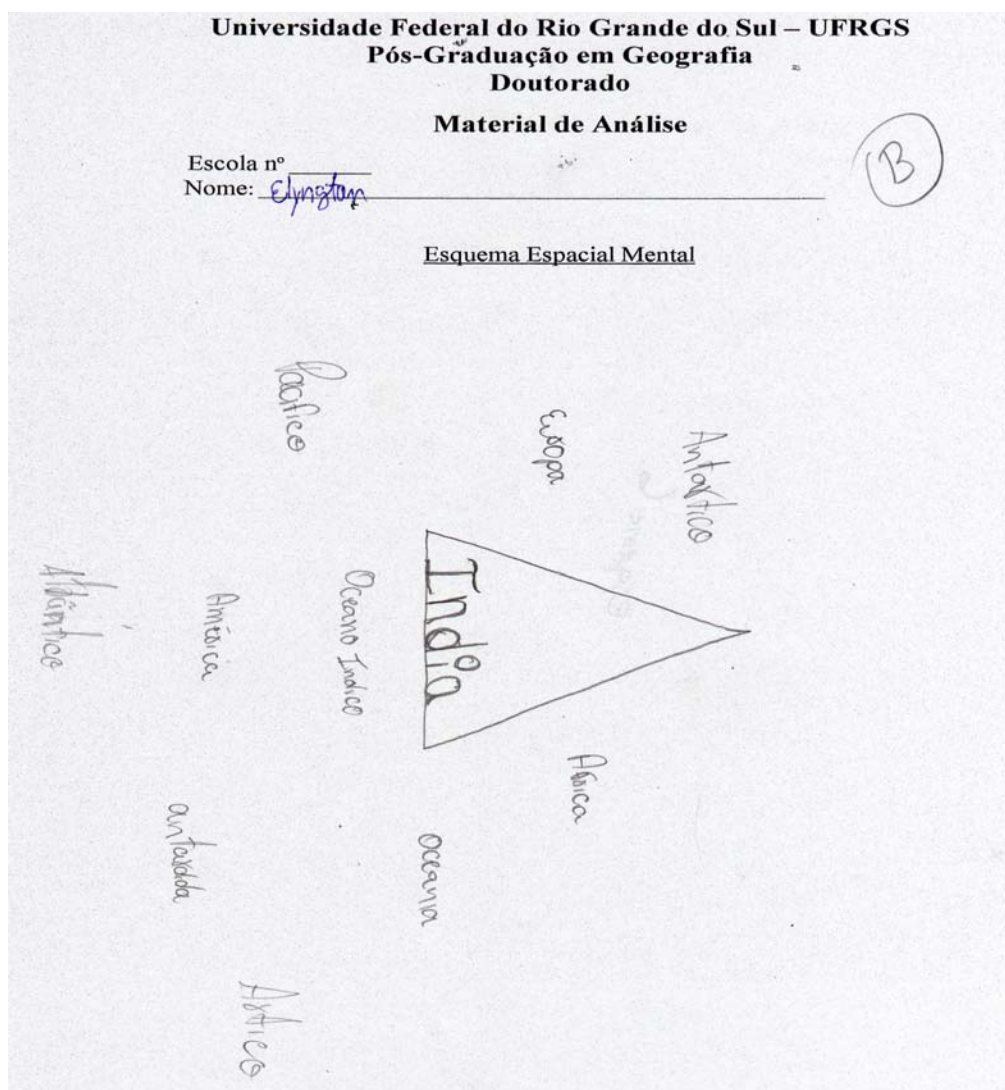 Universidade Federal do Rio Grande do Sul – UFRGS
Pós-Graduação em Geografia
Doutorado
Material de Análise
B
Escola nº
Nome: Elyngtan
Esquema Espacial Mental
Antartico
Europa
Africa
India
Oceania
Oceano Indico
Pacifico
América
antartida
Artico
Atlântico